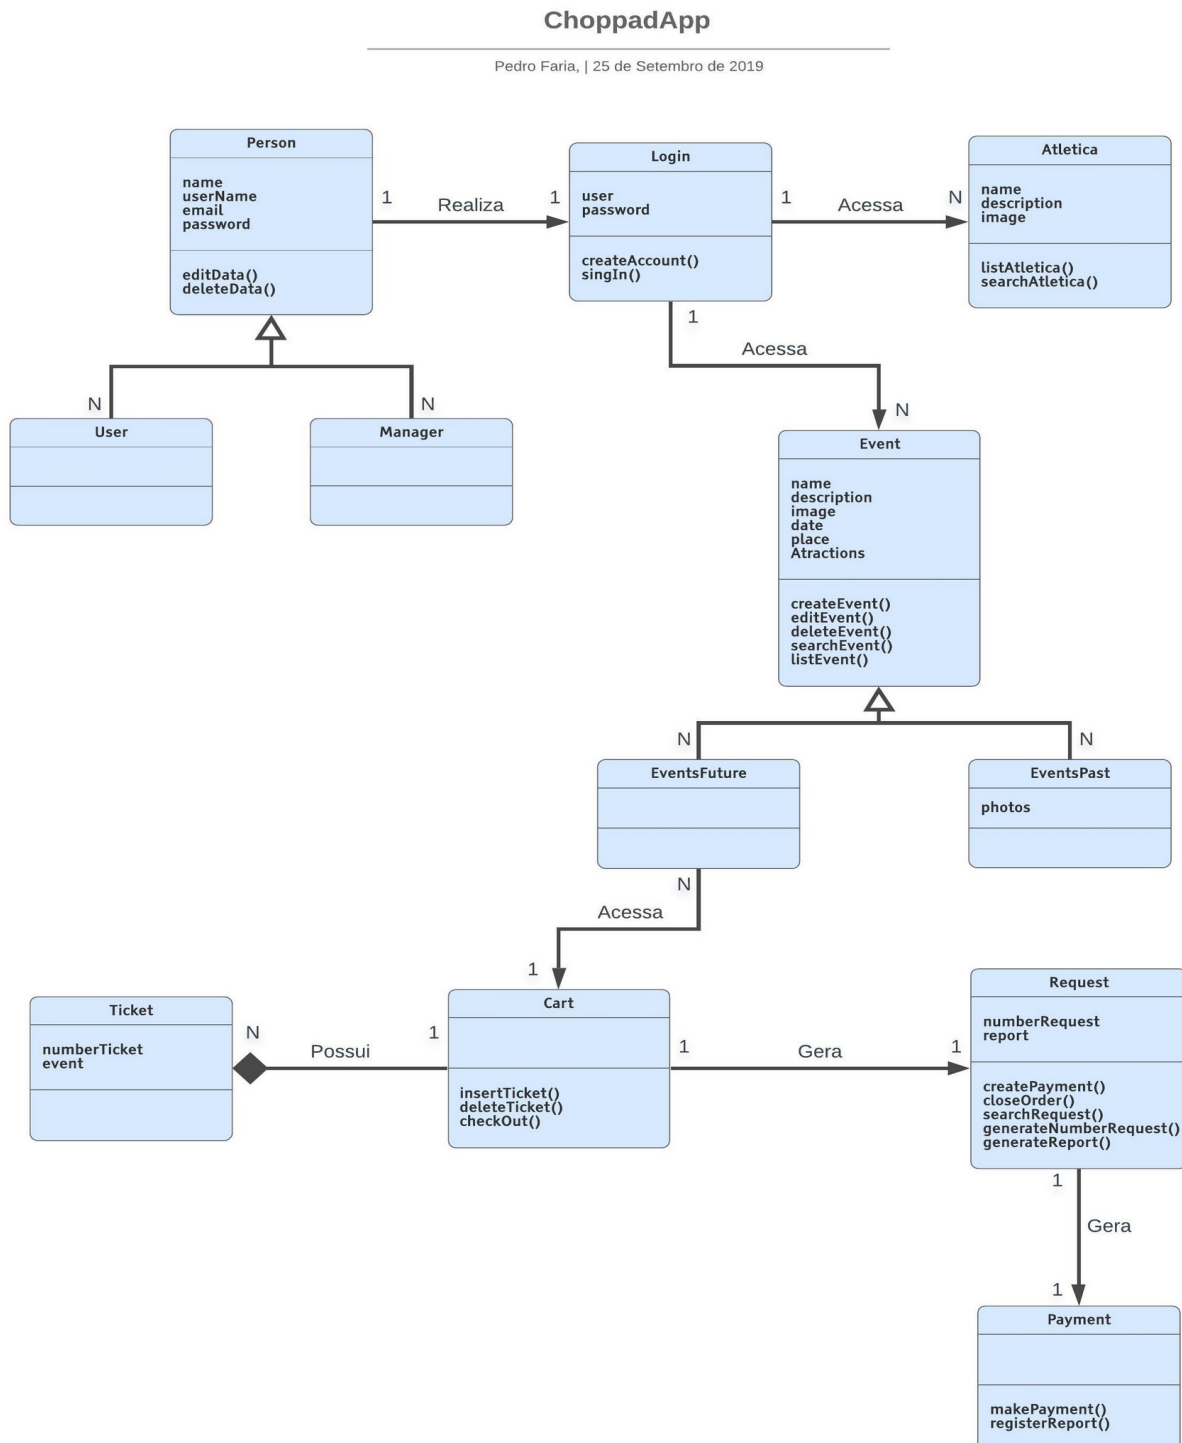 ChoppadApp
Pedro Faria, | 25 de Setembro de 2019
Person
name
userName
email
password
editData()
deleteData()
1
Realiza
1
Login
user
password
createAccount()
singIn()
1
Acessa
N
Atletica
name
description
image
listAtletica()
searchAtletica()
1
Acessa
N
N
N
User
Manager
Event
name
description
image
date
place
Atractions
createEvent()
editEvent()
deleteEvent()
searchEvent()
listEvent()
N
N
EventsFuture
EventsPast
photos
N
Acessa
1
Ticket
numberTicket
event
N
Possui
1
Cart
insertTicket()
deleteTicket()
checkOut()
1
Gera
1
Request
numberRequest
report
createPayment()
closeOrder()
searchRequest()
generateNumberRequest()
generateReport()
1
Gera
1
Payment
makePayment()
registerReport()